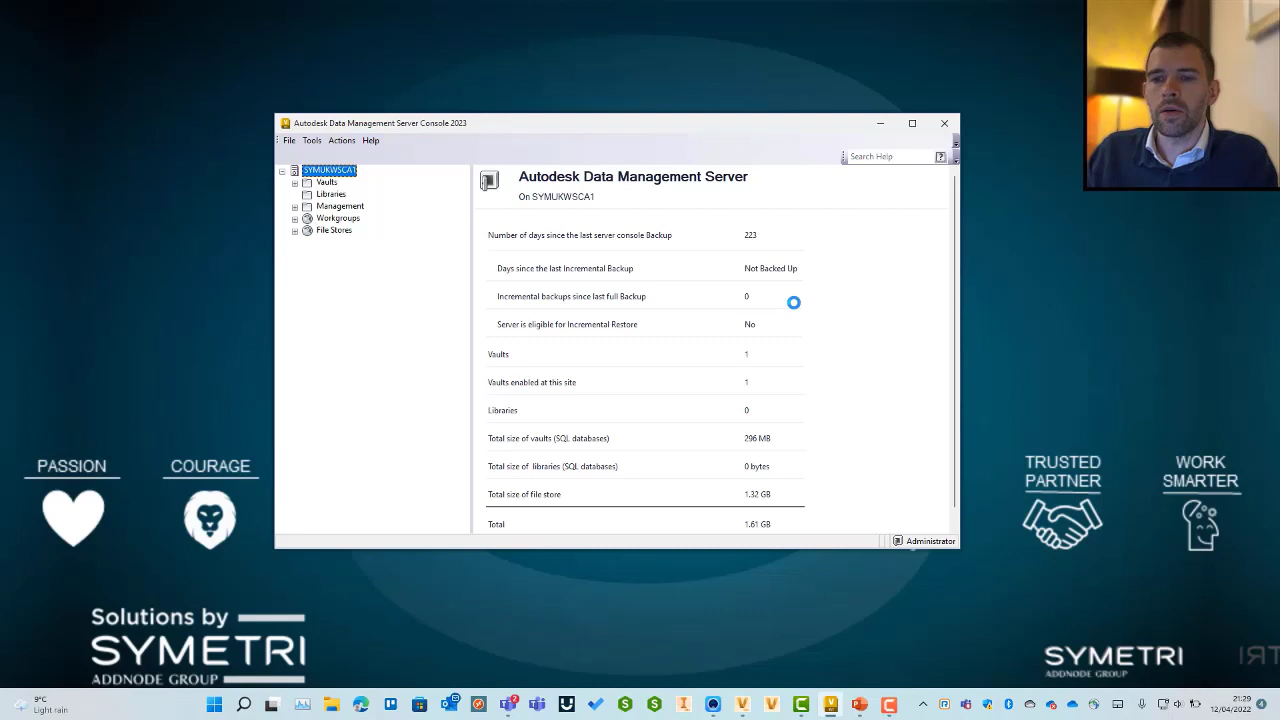 Autodesk Data Management Server Console 2023
File Tools Actions Help
Search Help
SYMUKWSCA1
Vaults
Libraries
Management
Workgroups
File Stores
Autodesk Data Management Server
On SYMUKWSCA1
Number of days since the last server console Backup 223
Days since the last Incremental Backup Not Backed Up
Incremental backups since last full Backup 0
Server is eligible for Incremental Restore No
Vaults 1
Vaults enabled at this site 1
Libraries 0
Total size of vaults (SQL databases) 296 MB
Total size of libraries (SQL databases) 0 bytes
Total size of file store 1.32 GB
Total 1.61 GB
Administrator
PASSION
COURAGE
TRUSTED
PARTNER
WORK
SMARTER
Solutions by
SYMETRI
ADDNODE GROUP
SYMETRI
ADDNODE GROUP
9°C
Light rain
21:29
12/04/2022